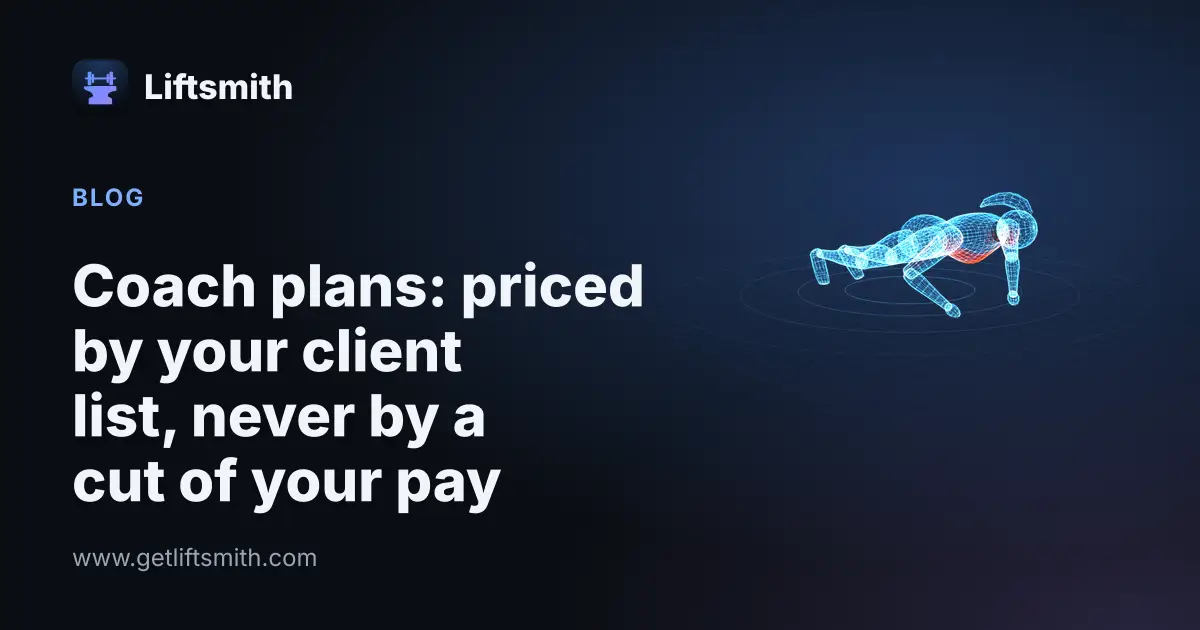 Liftsmith
BLOG
Coach plans: priced
by your client
list, never by a
cut of your pay
www.getliftsmith.com